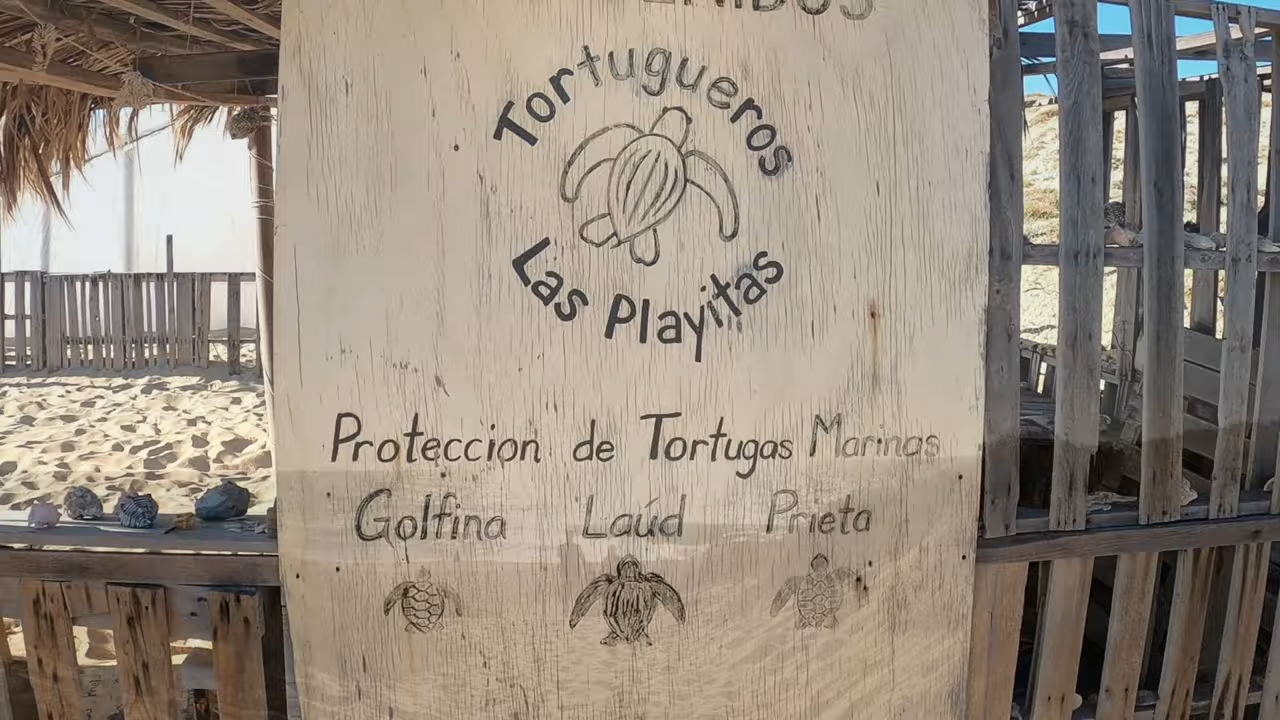 Tortugueros
Las Playitas
Proteccion de Tortugas Marinas
Golfina Laúd Prieta